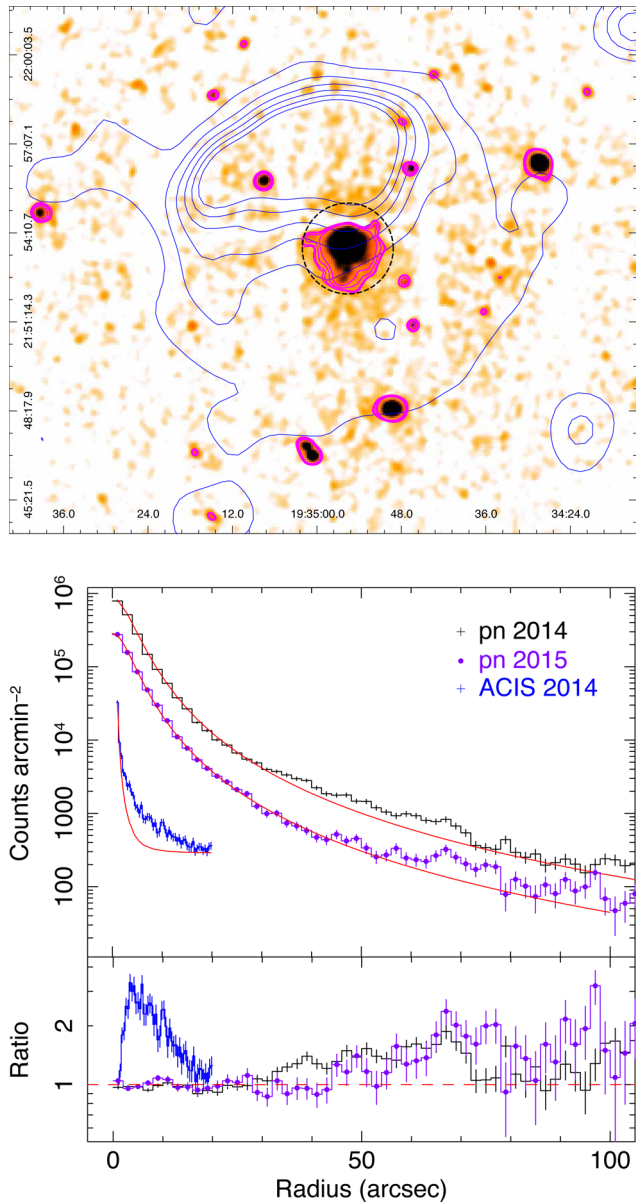 22:00:03.5
57:07.1
54:10.7
21:51:14.3
48:17.9
45:21.5
36.0 24.0 12.0 19:35:00.0 48.0 36.0 34:24.0
10⁶
10⁵
10⁴
1000
100
Counts arcmin⁻²
pn 2014
pn 2015
ACIS 2014
2
1
Ratio
0 50 100
Radius (arcsec)